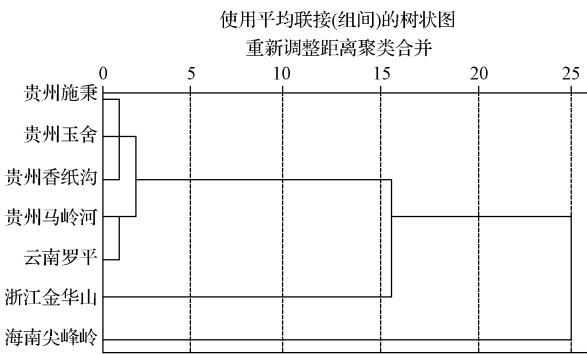 使用平均联接(组间)的树状图
重新调整距离聚类合并
0 5 10 15 20 25
贵州施秉
贵州玉舍
贵州香纸沟
贵州马岭河
云南罗平
浙江金华山
海南尖峰岭